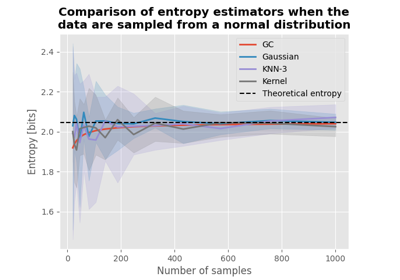 Comparison of entropy estimators when the
data are sampled from a normal distribution
GC
Gaussian
KNN-3
Kernel
Theoretical entropy
Entropy [bits]
2.4
2.2
2.0
1.8
1.6
0
200
400
600
800
1000
Number of samples